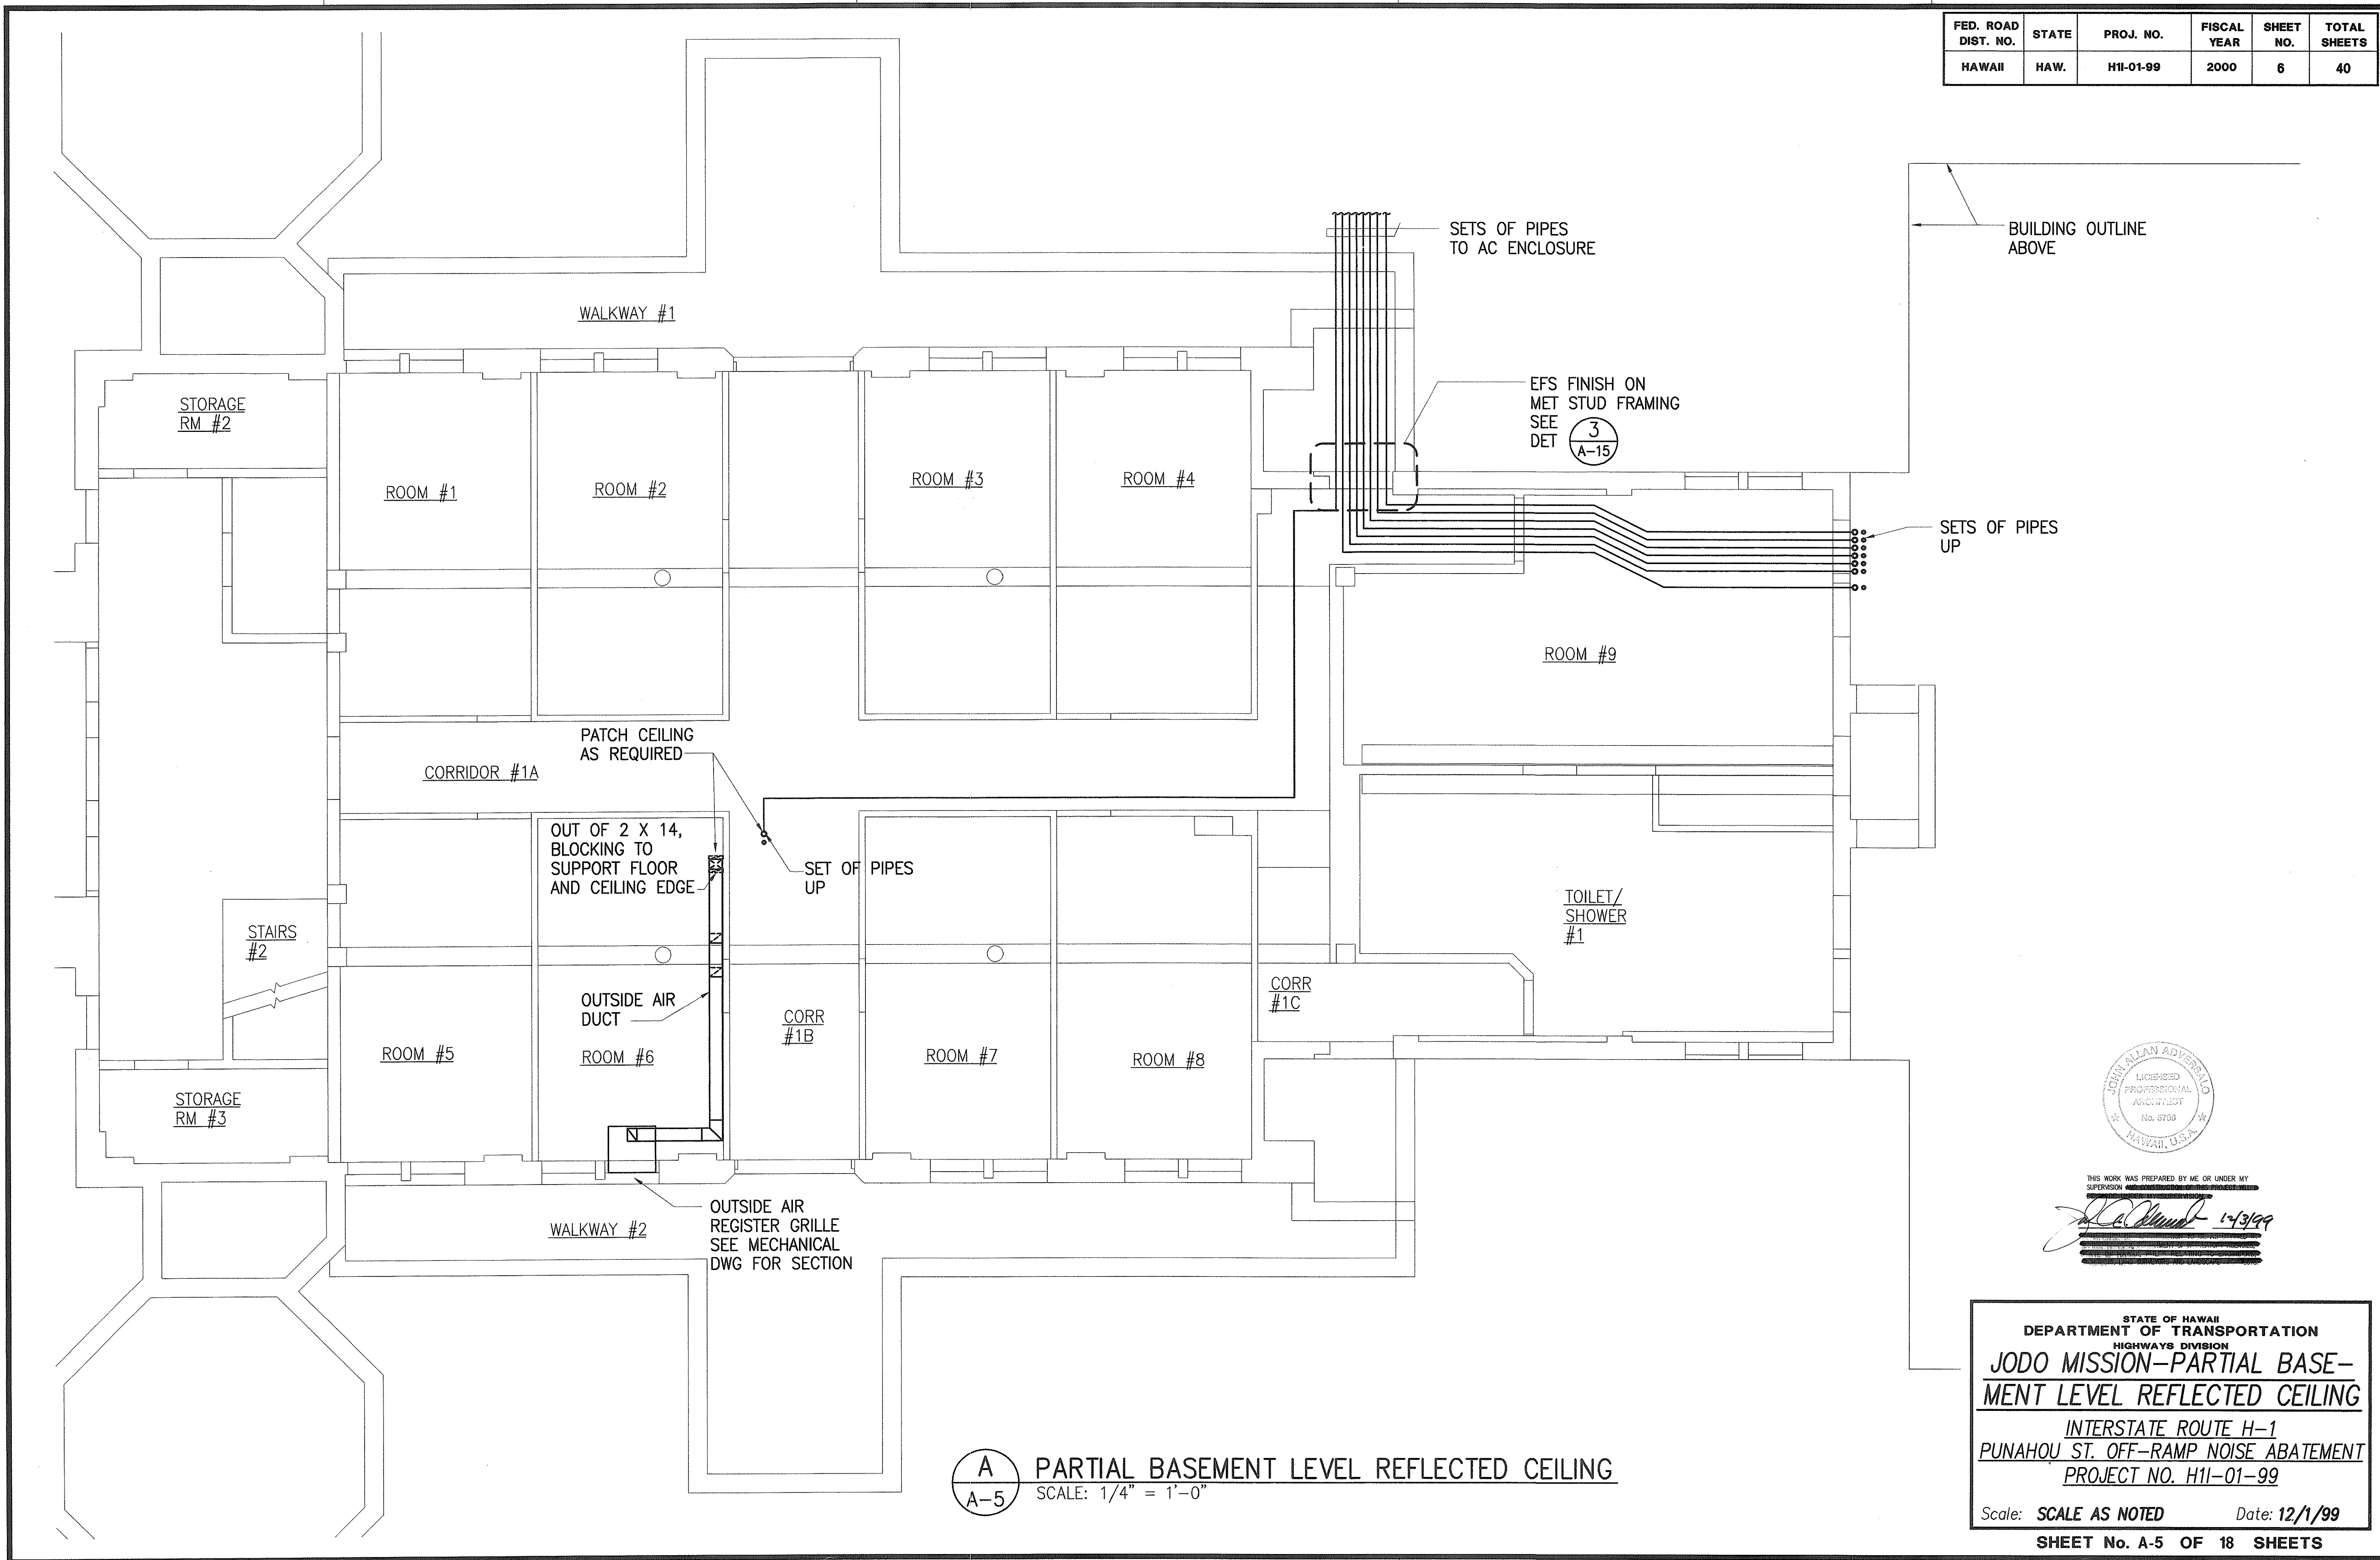 FED. ROAD DIST. NO. STATE PROJ. NO. FISCAL YEAR SHEET NO. TOTAL SHEETS
HAWAII HAW. H1I-01-99 2000 6 40
SETS OF PIPES
TO AC ENCLOSURE
BUILDING OUTLINE
ABOVE
WALKWAY #1
EFS FINISH ON
MET STUD FRAMING
SEE
DET
3
A-15
STORAGE
RM #2
ROOM #1
ROOM #2
ROOM #3
ROOM #4
SETS OF PIPES
UP
ROOM #9
PATCH CEILING
AS REQUIRED
CORRIDOR #1A
OUT OF 2 X 14,
BLOCKING TO
SUPPORT FLOOR
AND CEILING EDGE
SET OF PIPES
UP
TOILET/
SHOWER
#1
STAIRS
#2
OUTSIDE AIR
DUCT
CORR
#1B
CORR
#1C
ROOM #5
ROOM #6
ROOM #7
ROOM #8
STORAGE
RM #3
OUTSIDE AIR
REGISTER GRILLE
SEE MECHANICAL
DWG FOR SECTION
WALKWAY #2
JOHN ALLAN ADVERSALO
LICENSED
PROFESSIONAL
ARCHITECT
HAWAII, U.S.A.
THIS WORK WAS PREPARED BY ME OR UNDER MY
SUPERVISION
12/3/99
A
A-5
PARTIAL BASEMENT LEVEL REFLECTED CEILING
SCALE: 1/4" = 1'-0"
STATE OF HAWAII
DEPARTMENT OF TRANSPORTATION
HIGHWAYS DIVISION
JODO MISSION-PARTIAL BASE-
MENT LEVEL REFLECTED CEILING
INTERSTATE ROUTE H-1
PUNAHOU ST. OFF-RAMP NOISE ABATEMENT
PROJECT NO. H1I-01-99
Scale: SCALE AS NOTED Date: 12/1/99
SHEET No. A-5 OF 18 SHEETS